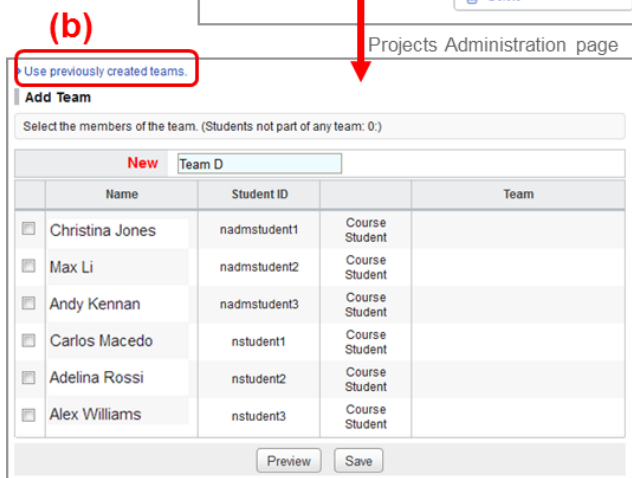 (b)
Projects Administration page
Use previously created teams.
Add Team
Select the members of the team. (Students not part of any team: 0:)
New Team D
Name Student ID Team
Christina Jones nadmstudent1 Course Student
Max Li nadmstudent2 Course Student
Andy Kennan nadmstudent3 Course Student
Carlos Macedo nstudent1 Course Student
Adelina Rossi nstudent2 Course Student
Alex Williams nstudent3 Course Student
Preview Save